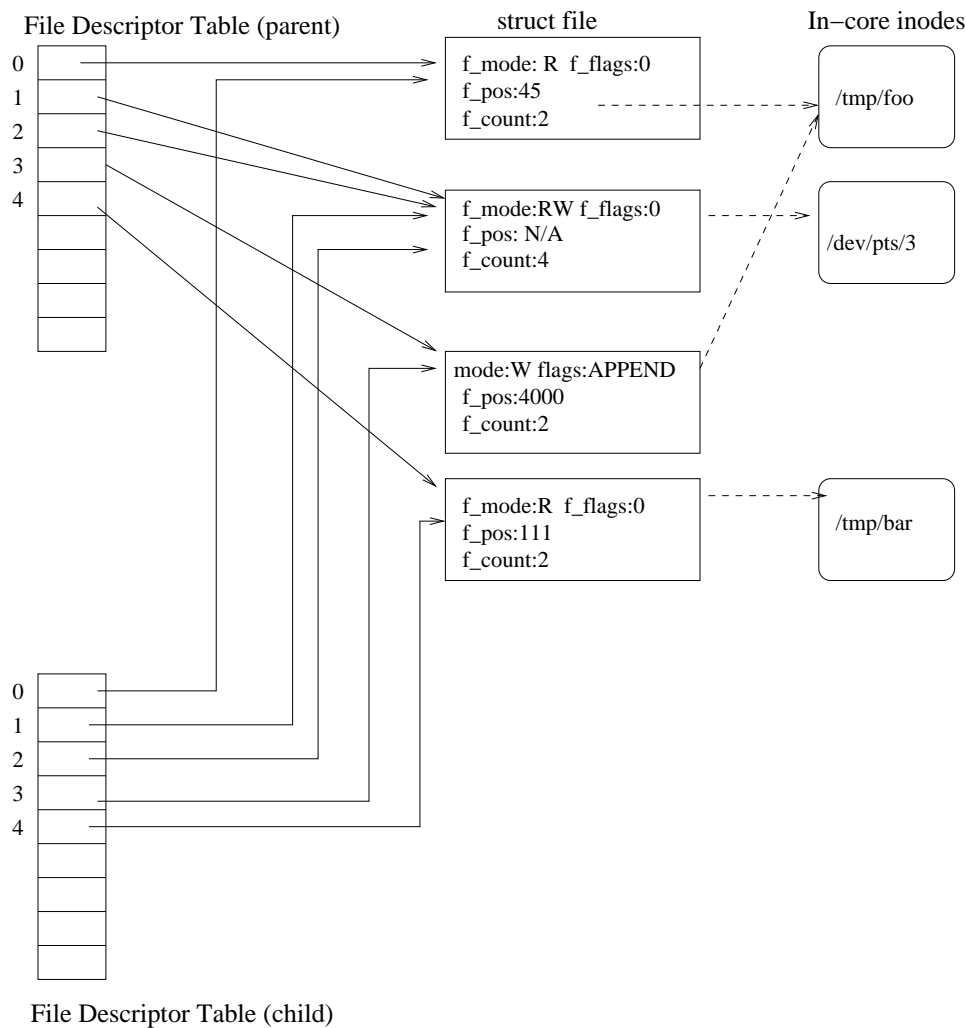 File Descriptor Table (parent)
0
1
2
3
4
struct file
f_mode: R f_flags:0
f_pos:45
f_count:2
f_mode:RW f_flags:0
f_pos: N/A
f_count:4
mode:W flags:APPEND
f_pos:4000
f_count:2
f_mode:R f_flags:0
f_pos:111
f_count:2
In−core inodes
/tmp/foo
/dev/pts/3
/tmp/bar
0
1
2
3
4
File Descriptor Table (child)